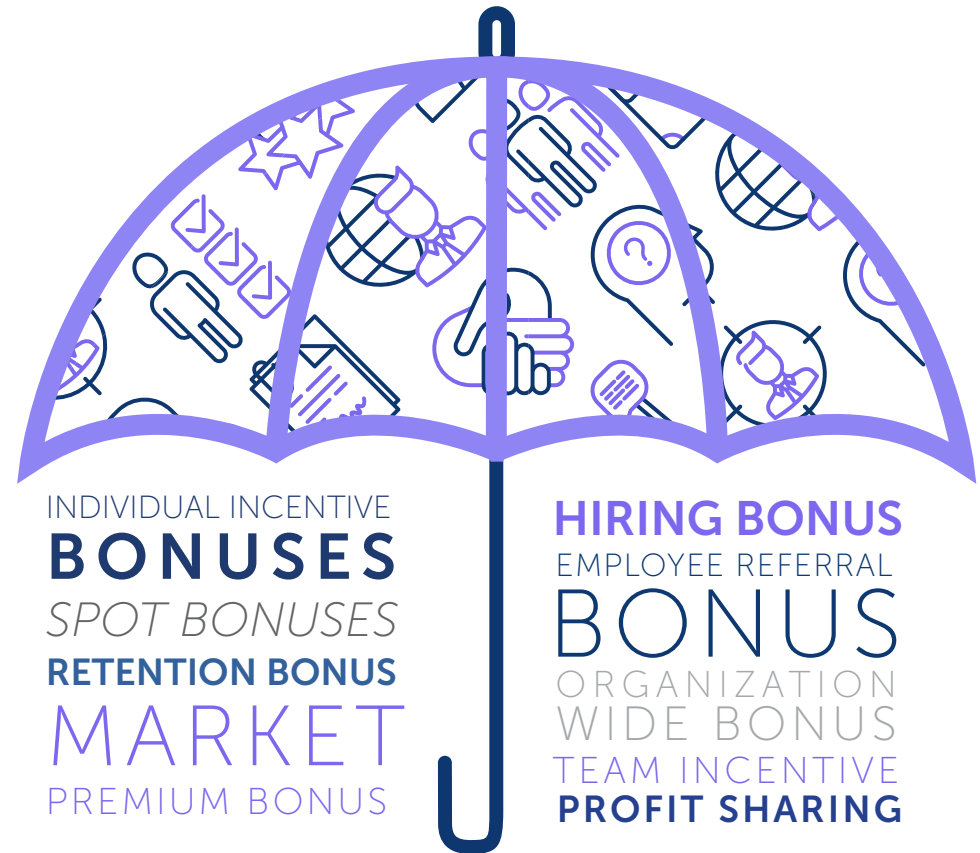 INDIVIDUAL INCENTIVE
BONUSES
SPOT BONUSES
RETENTION BONUS
MARKET
PREMIUM BONUS
HIRING BONUS
EMPLOYEE REFERRAL
BONUS
ORGANIZATION
WIDE BONUS
TEAM INCENTIVE
PROFIT SHARING